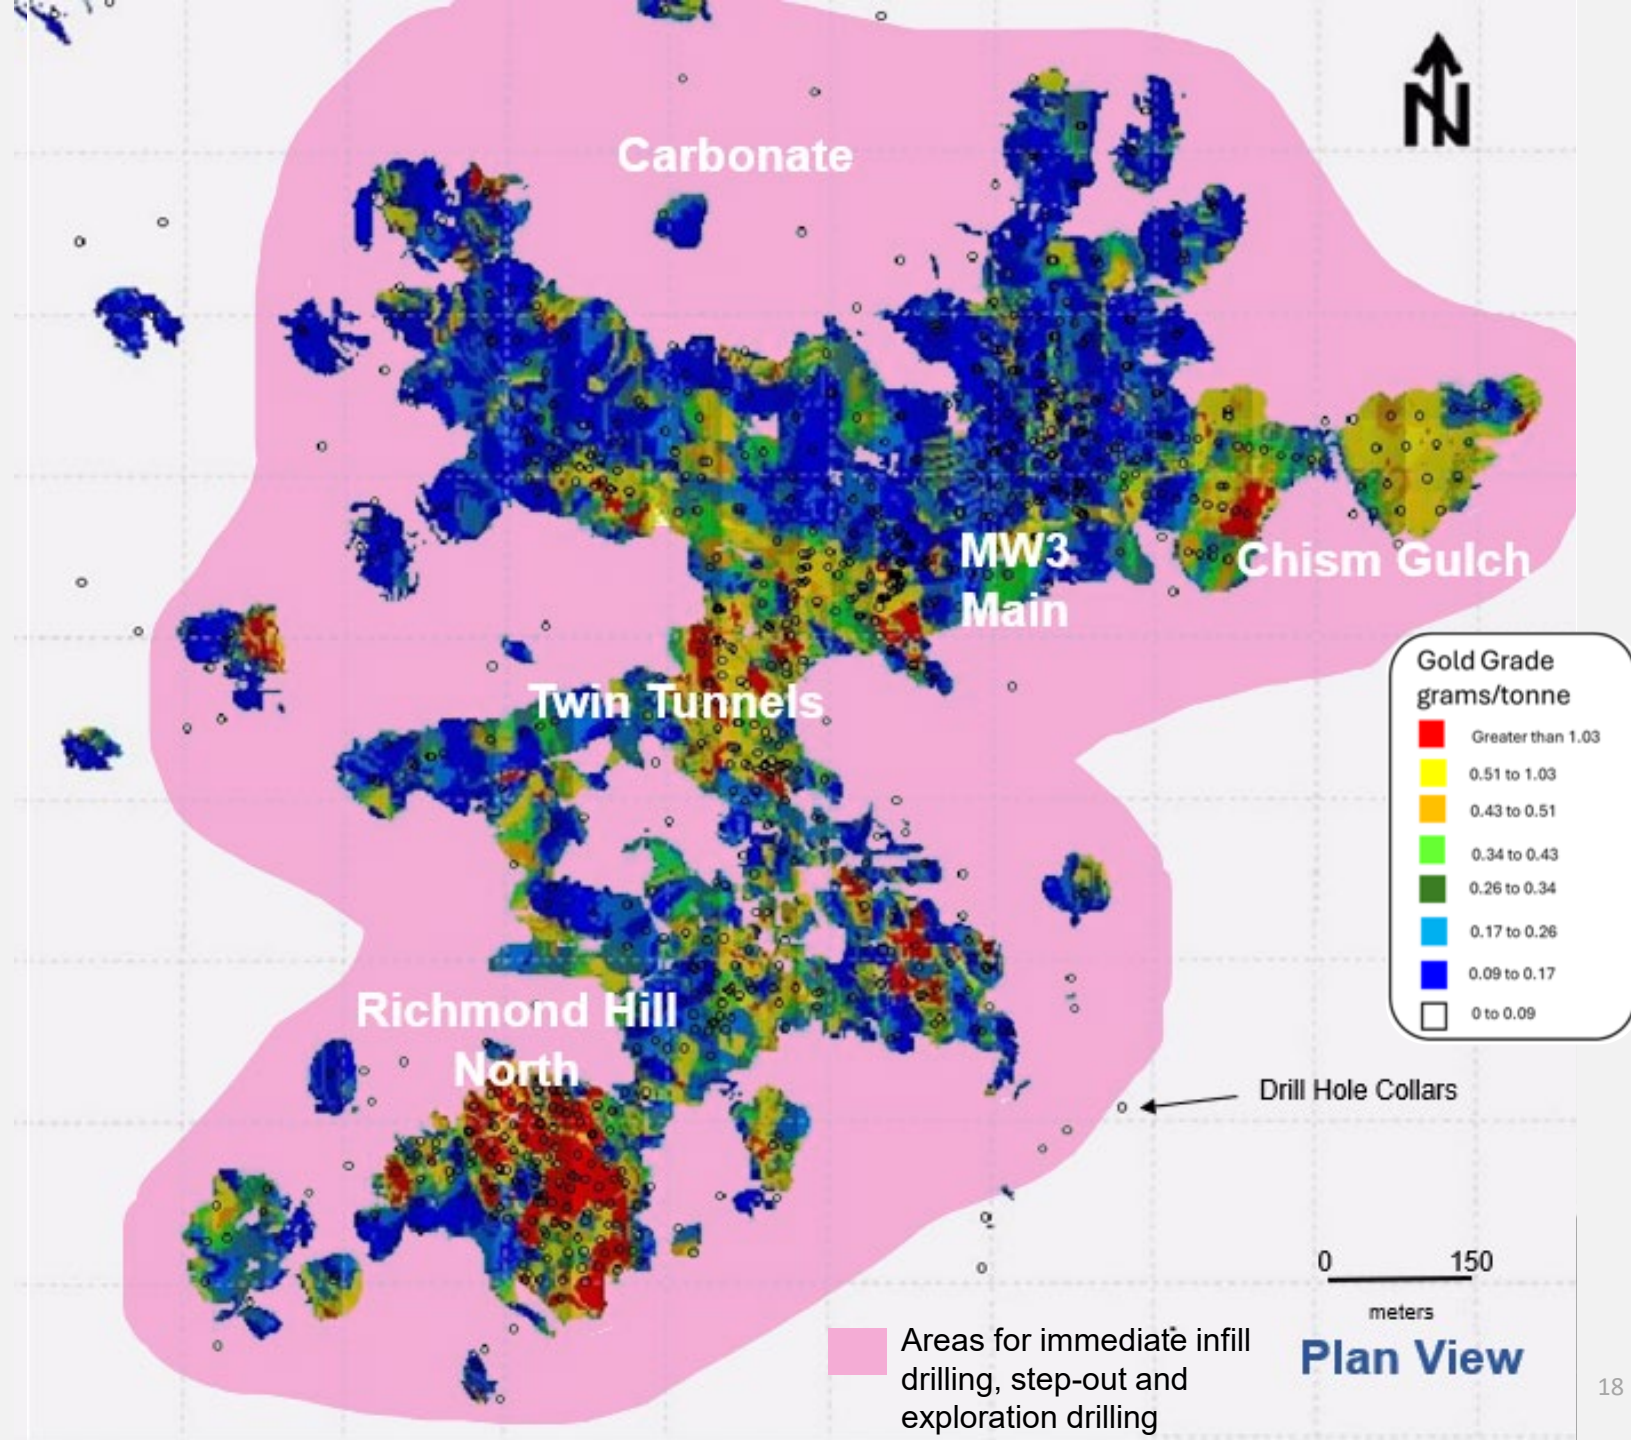 N
Carbonate
MW3
Main
Chism Gulch
Twin Tunnels
Richmond Hill
North
Gold Grade
grams/tonne
Greater than 1.03
0.51 to 1.03
0.43 to 0.51
0.34 to 0.43
0.26 to 0.34
0.17 to 0.26
0.09 to 0.17
0 to 0.09
Drill Hole Collars
0 150
meters
Plan View
Areas for immediate infill
drilling, step-out and
exploration drilling
18